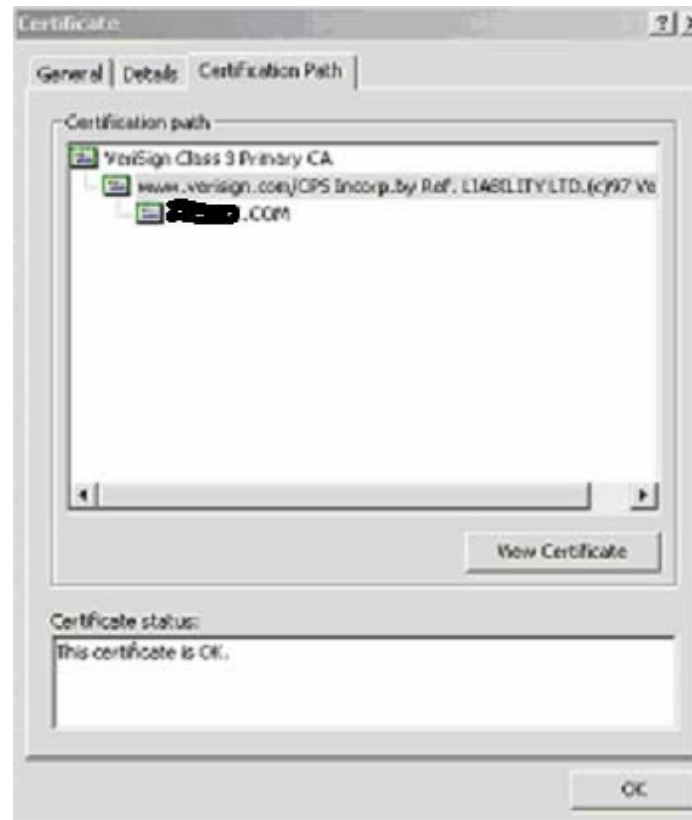 Certificate
? X
General Details Certification Path
Certification path
VeriSign Class 3 Primary CA
www.verisign.com/CPS Incorp.by Ref. LIABILITY LTD.(c)97 Ve
.COM
View Certificate
Certificate status:
This certificate is OK.
OK